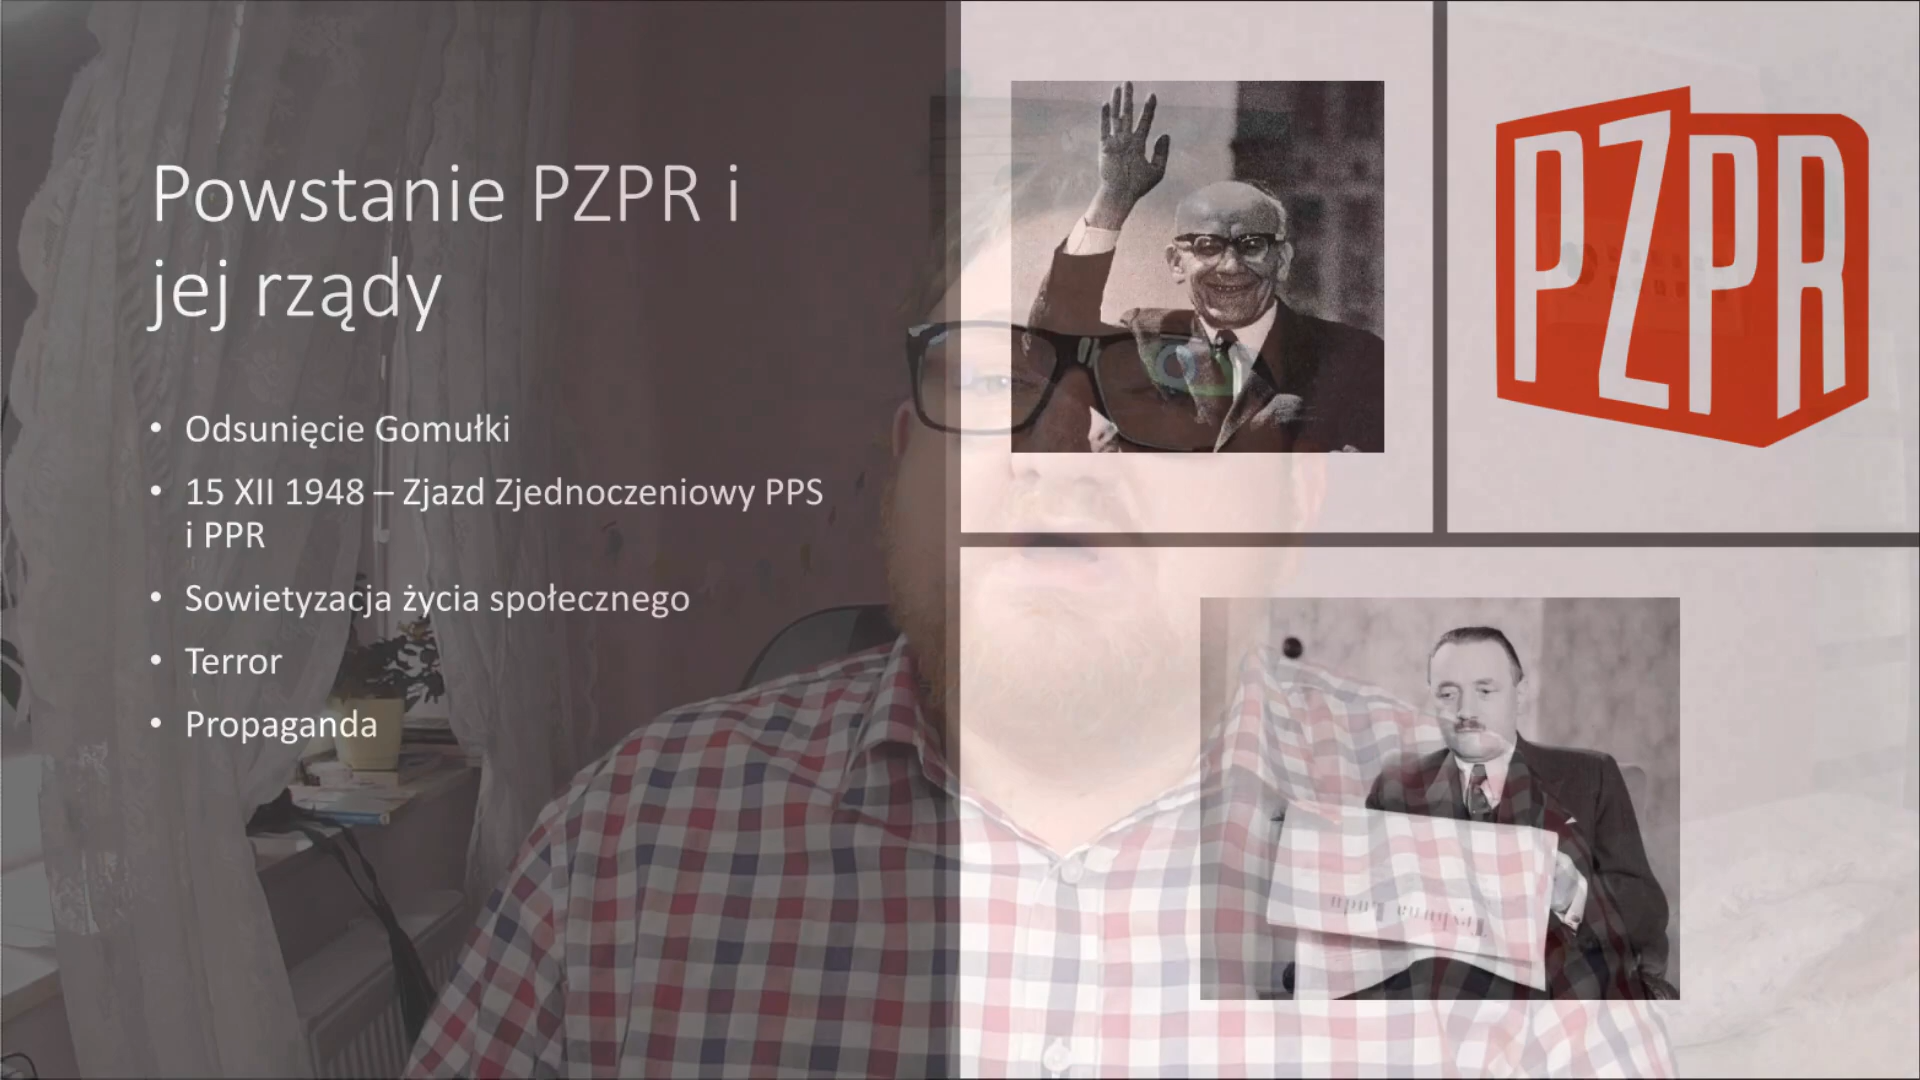 Powstanie PZPR i
jej rządy
• Odsunięcie Gomułki
• 15 XII 1948 – Zjazd Zjednoczeniowy PPS
i PPR
• Sowietyzacja życia społecznego
• Terror
• Propaganda
PZPR